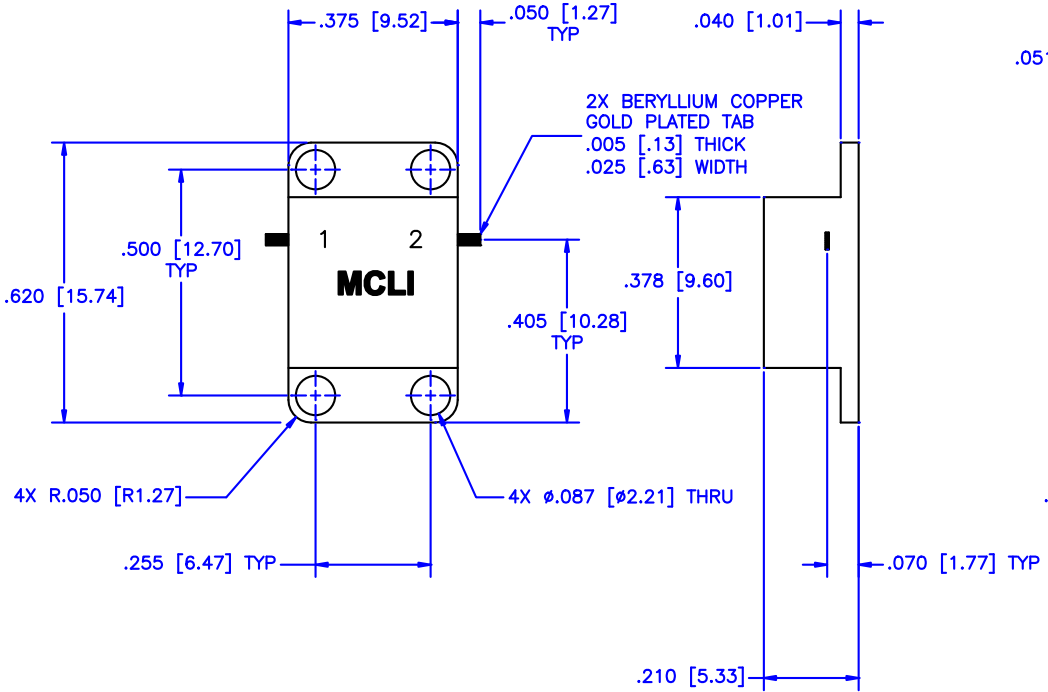 .375 [9.52]
.050 [1.27]
TYP
.040 [1.01]
.051
2X BERYLLIUM COPPER
GOLD PLATED TAB
.005 [.13] THICK
.025 [.63] WIDTH
.500 [12.70]
TYP
1 2
MCLI
.620 [15.74]
.378 [9.60]
.405 [10.28]
TYP
4X R.050 [R1.27]
4X ø.087 [ø2.21] THRU
.255 [6.47] TYP
.070 [1.77] TYP
.210 [5.33]